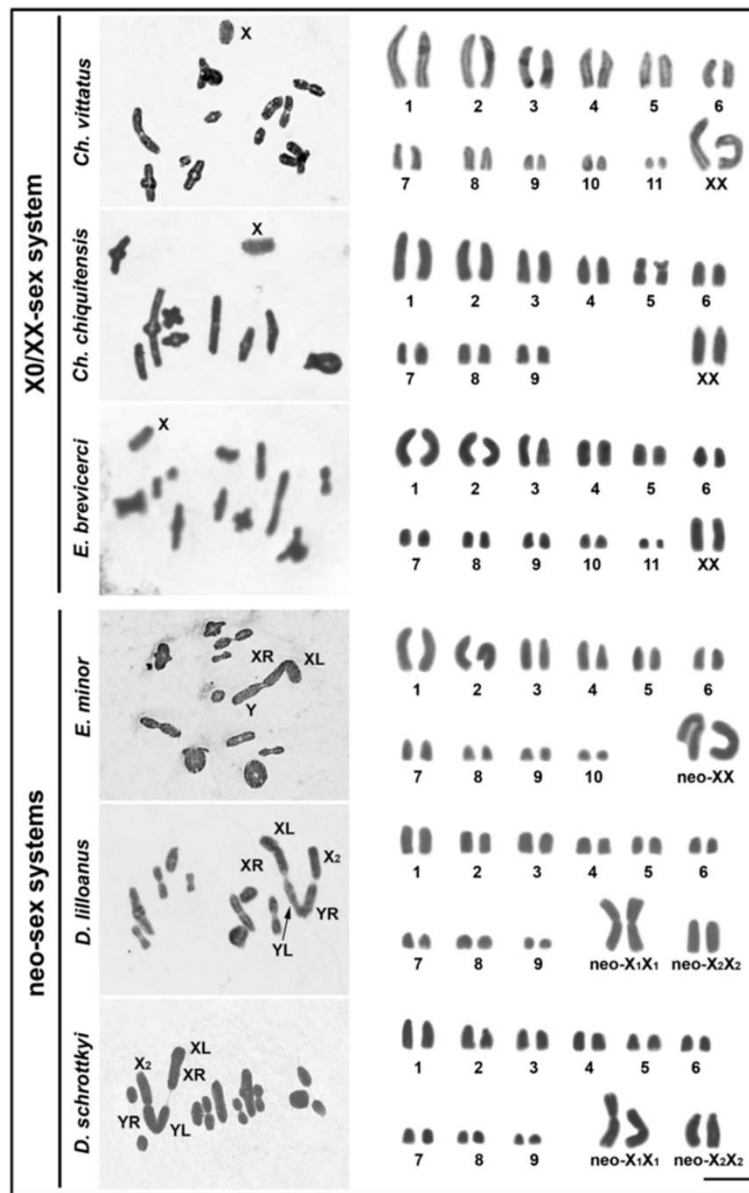 X0/XX-sex system
Ch. vittatus
X
1 2 3 4 5 6
7 8 9 10 11 XX
Ch. chiquitensis
X
1 2 3 4 5 6
7 8 9 XX
E. brevicerci
X
1 2 3 4 5 6
7 8 9 10 11 XX
neo-sex systems
E. minor
XR XL
Y
1 2 3 4 5 6
7 8 9 10 neo-XX
D. lilloanus
XL
XR X₂
YL YR
1 2 3 4 5 6
7 8 9 neo-X₁X₁ neo-X₂X₂
D. schrottkyi
X₂ XL
XR
YR YL
1 2 3 4 5 6
7 8 9 neo-X₁X₁ neo-X₂X₂